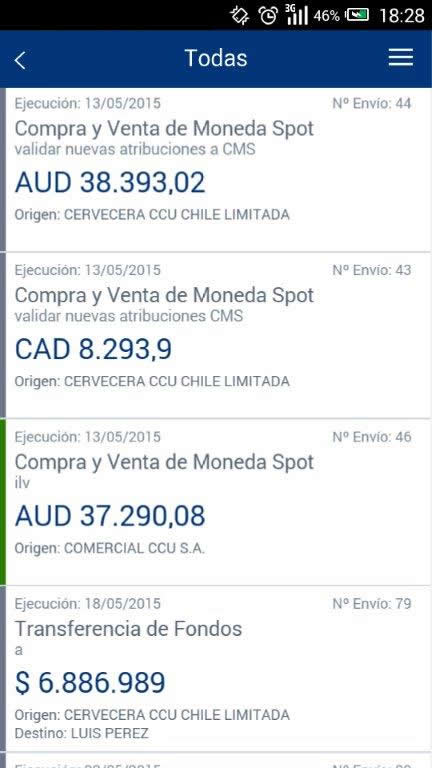 3G 46% 18:28
Todas
Ejecución: 13/05/2015 Nº Envío: 44
Compra y Venta de Moneda Spot
validar nuevas atribuciones a CMS
AUD 38.393,02
Origen: CERVECERA CCU CHILE LIMITADA
Ejecución: 13/05/2015 Nº Envío: 43
Compra y Venta de Moneda Spot
validar nuevas atribuciones CMS
CAD 8.293,9
Origen: CERVECERA CCU CHILE LIMITADA
Ejecución: 13/05/2015 Nº Envío: 46
Compra y Venta de Moneda Spot
ilv
AUD 37.290,08
Origen: COMERCIAL CCU S.A.
Ejecución: 18/05/2015 Nº Envío: 79
Transferencia de Fondos
a
$ 6.886.989
Origen: CERVECERA CCU CHILE LIMITADA
Destino: LUIS PEREZ